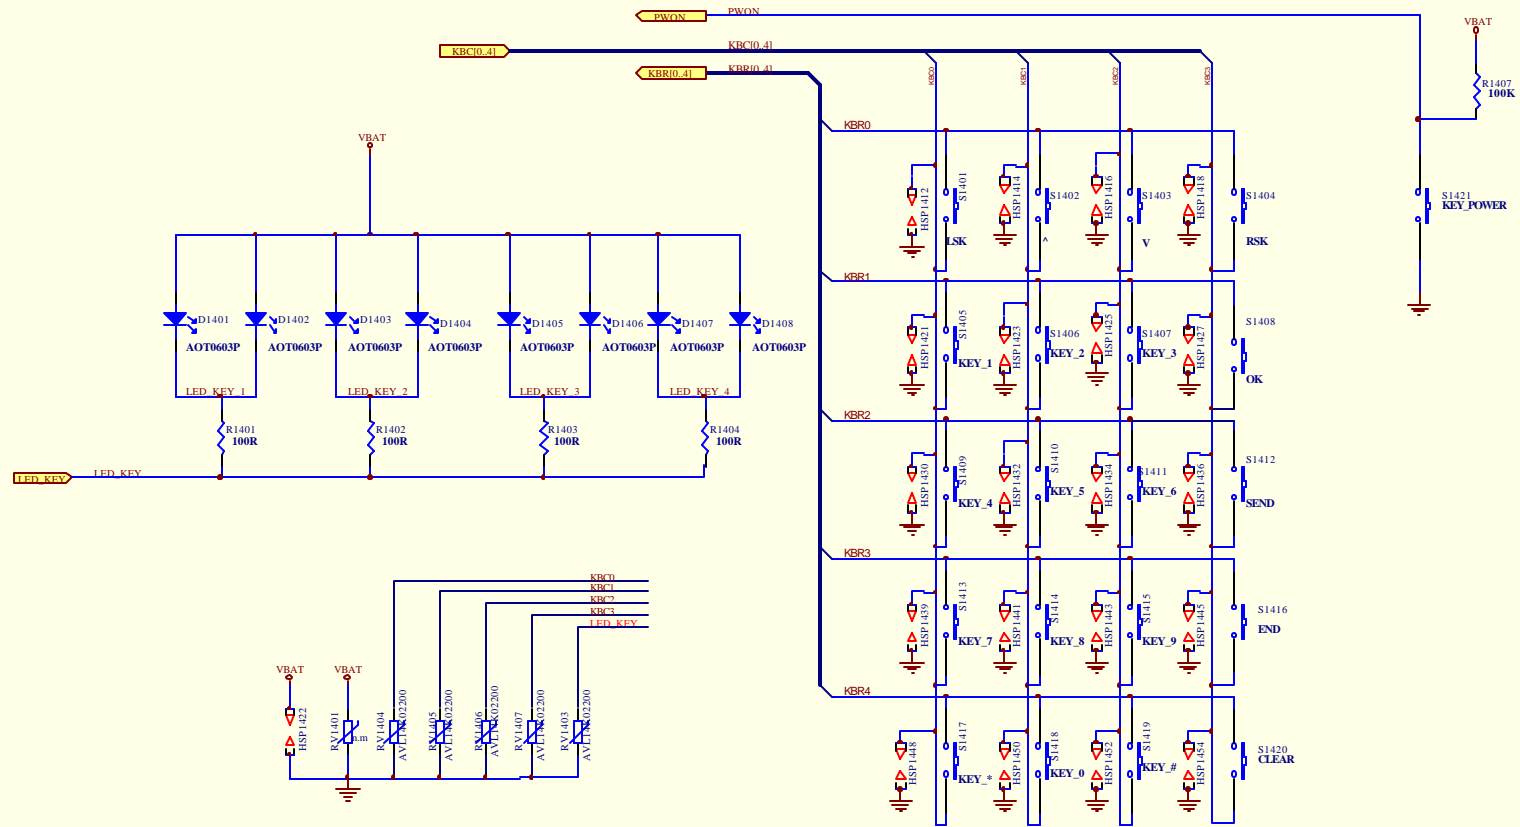 PWON PWON
VBAT
KBC[0..4] KBC[0..4]
KBR[0..4] KBR[0..4]
KBC0 KBC1 KBC2 KBC3
R1407
100K
KBR0
VBAT
HSP1412 S1401 HSP1414 S1402 HSP1416 S1403 HSP1418 S1404
LSK ^ V RSK
S1421
KEY_POWER
KBR1
D1401 D1402 D1403 D1404 D1405 D1406 D1407 D1408
AOT0603P AOT0603P AOT0603P AOT0603P AOT0603P AOT0603P AOT0603P AOT0603P
HSP1421 S1405 HSP1423 S1406 HSP1425 S1407 HSP1427 S1408
KEY_1 KEY_2 KEY_3 OK
LED_KEY_1 LED_KEY_2 LED_KEY_3 LED_KEY_4
KBR2
R1401 R1402 R1403 R1404
100R 100R 100R 100R
LED_KEY LED_KEY
HSP1430 S1409 HSP1432 S1410 HSP1434 S1411 HSP1436 S1412
KEY_4 KEY_5 KEY_6 SEND
KBR3
KBC0
KBC1
KBC2
KBC3
LED_KEY
HSP1439 S1413 HSP1441 S1414 HSP1443 S1415 HSP1445 S1416
KEY_7 KEY_8 KEY_9 END
VBAT VBAT
KBR4
HSP1422 RV1401 n.m RV1404 AVL14K02200 RV1405 AVL14K02200 RV1406 AVL14K02200 RV1407 AVL14K02200 RV1403 AVL14K02200
HSP1448 S1417 HSP1450 S1418 HSP1452 S1419 HSP1454 S1420
KEY_* KEY_0 KEY_# CLEAR